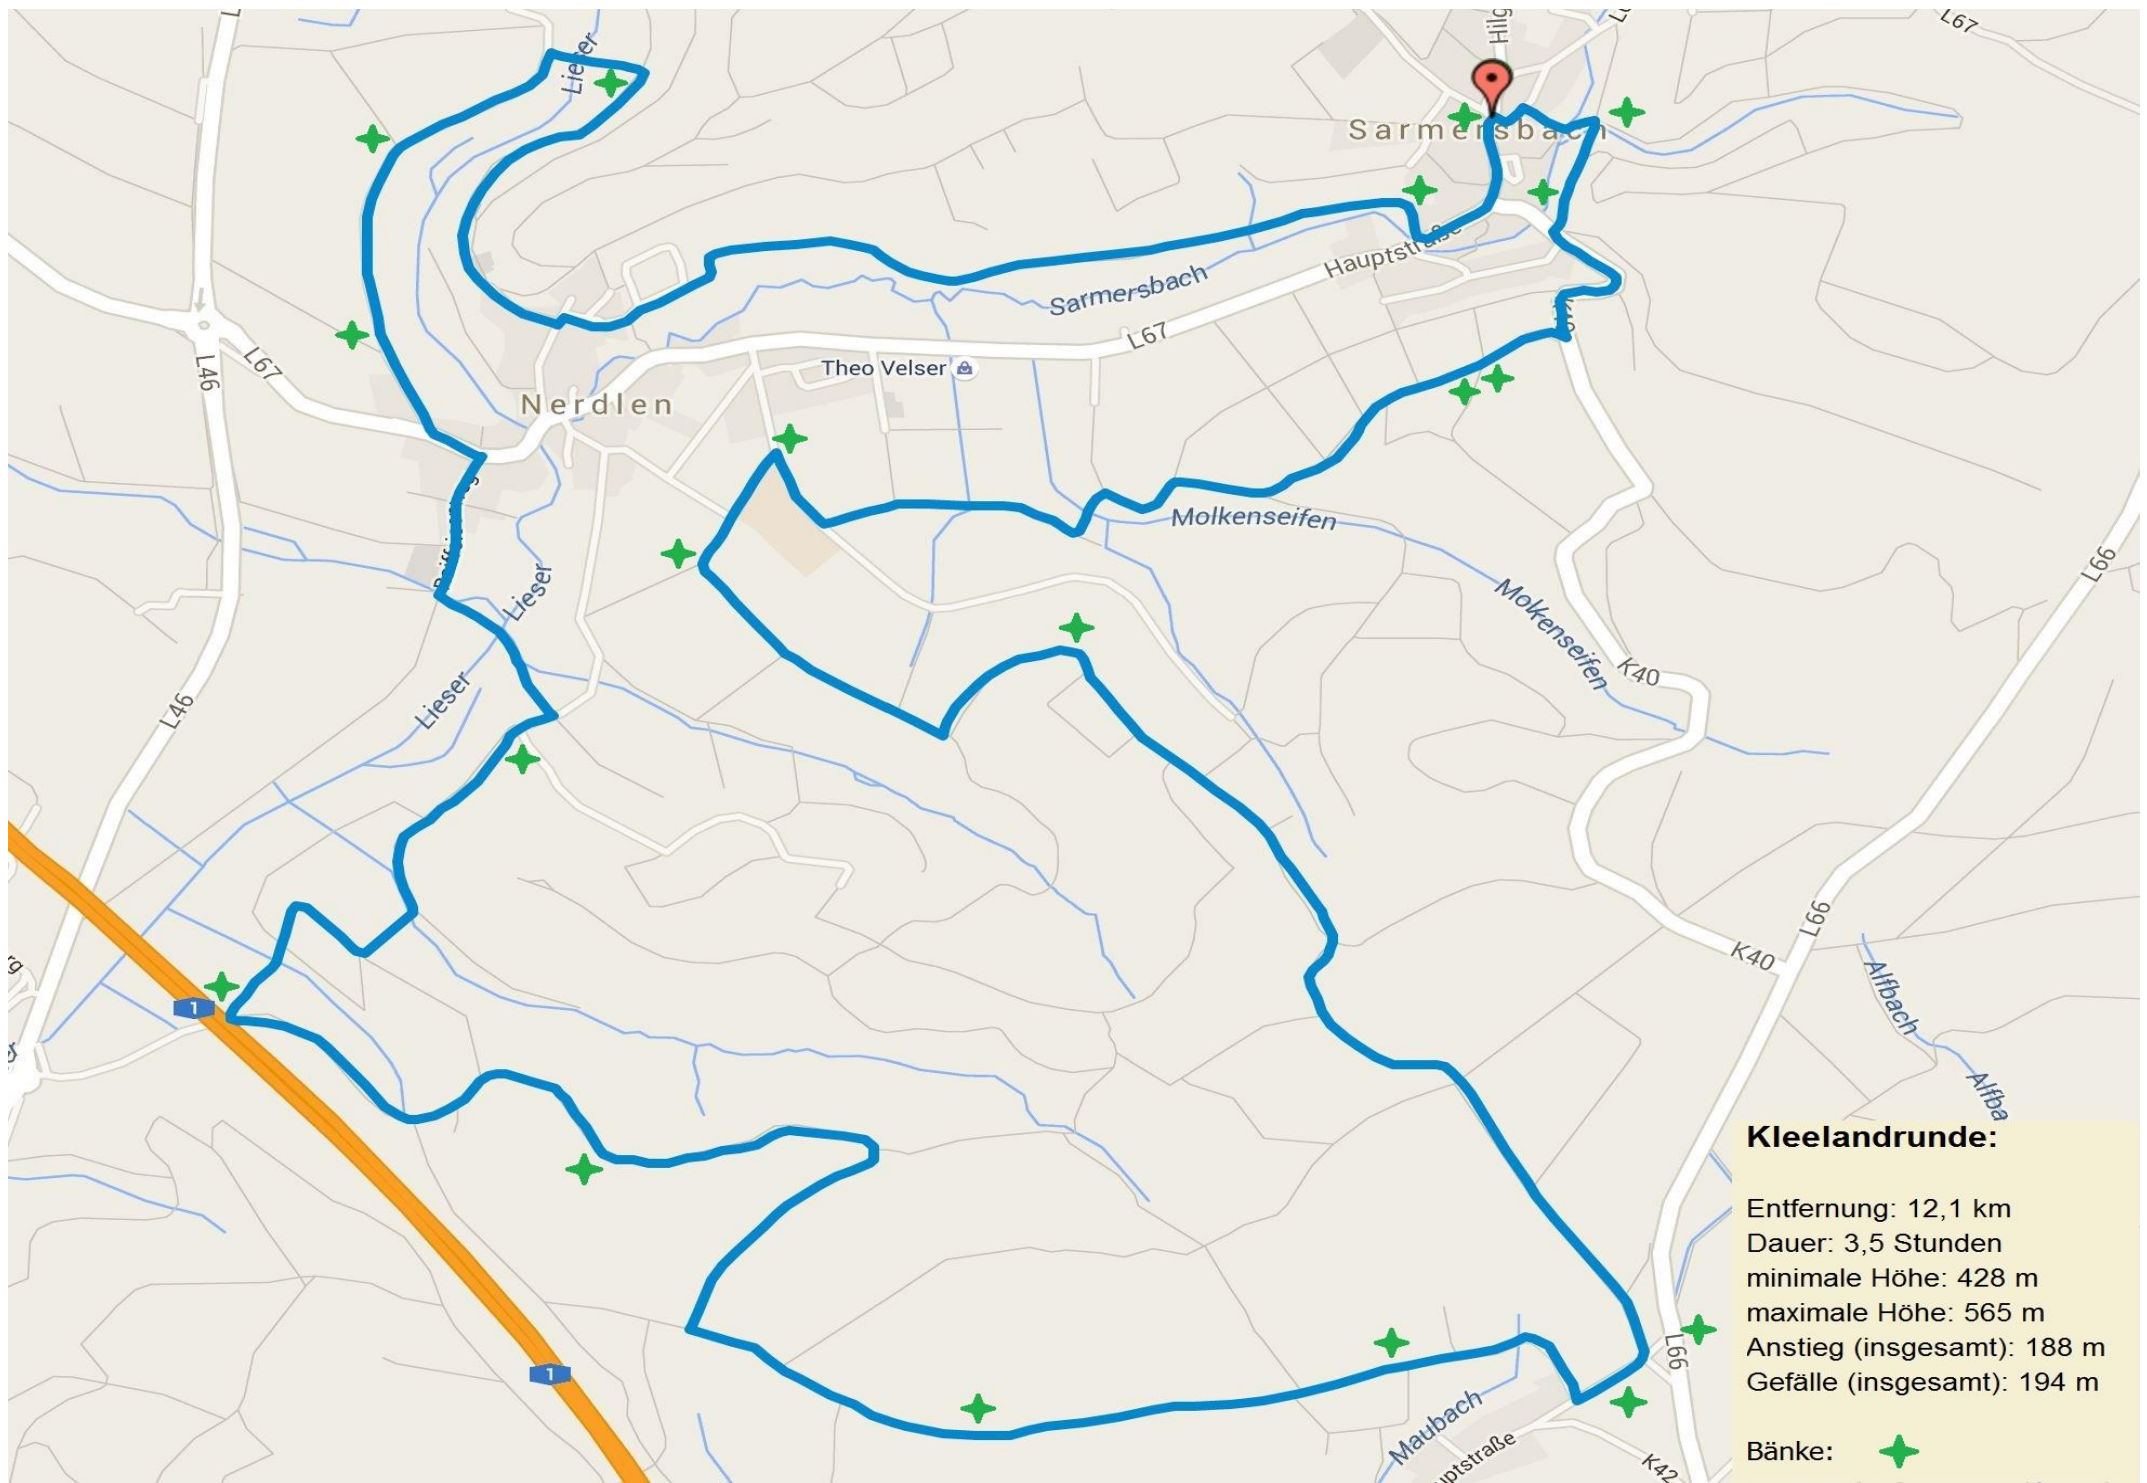 L67
Lieser
Sarmersbach
Hauptstraße
Sarmersbach
L67
L46
L67
Theo Velser
Nerdlen
Molkenseifen
Lieser
Molkenseifen
L66
K40
Lieser
L46
L66
K40
Alfbach
1
Alfba
1
L66
Maubach
K42
Kleelandrunde:
Entfernung: 12,1 km
Dauer: 3,5 Stunden
minimale Höhe: 428 m
maximale Höhe: 565 m
Anstieg (insgesamt): 188 m
Gefälle (insgesamt): 194 m
Bänke: